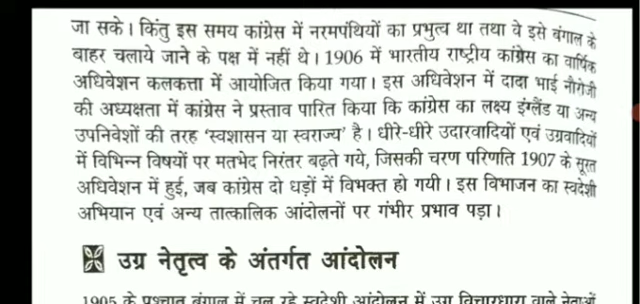 जा सके। किंतु इस समय कांग्रेस में नरमपंथियों का प्रभुत्व था तथा वे इसे बंगाल के
बाहर चलाये जाने के पक्ष में नहीं थे। 1906 में भारतीय राष्ट्रीय कांग्रेस का वार्षिक
अधिवेशन कलकत्ता में आयोजित किया गया। इस अधिवेशन में दादा भाई नौरोजी
की अध्यक्षता में कांग्रेस ने प्रस्ताव पारित किया कि कांग्रेस का लक्ष्य इंग्लैंड या अन्य
उपनिवेशों की तरह ‘स्वशासन या स्वराज्य’ है। धीरे-धीरे उदारवादियों एवं उग्रवादियों
में विभिन्न विषयों पर मतभेद निरंतर बढ़ते गये, जिसकी चरण परिणति 1907 के सूरत
अधिवेशन में हुई, जब कांग्रेस दो धड़ों में विभक्त हो गयी। इस विभाजन का स्वदेशी
अभियान एवं अन्य तात्कालिक आंदोलनों पर गंभीर प्रभाव पड़ा।
उग्र नेतृत्व के अंतर्गत आंदोलन
1905 के पश्चात बंगाल में चल रहे स्वदेशी आंदोलन में उग्र विचारधारा वाले नेताओं